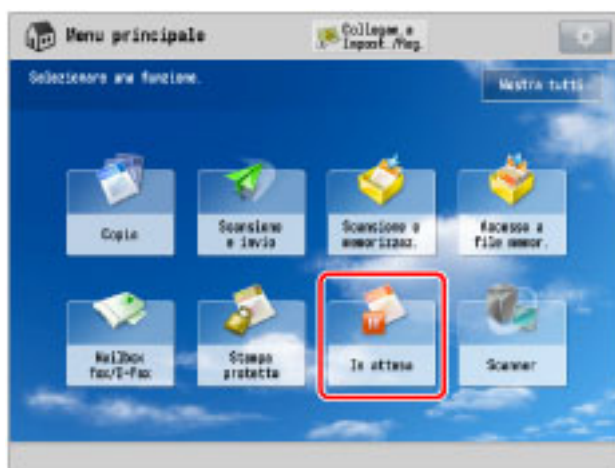 Menu principale
Collegam. a
Impost./Reg.
Selezionare una funzione.
Mostra tutti
Copia
Scansione
e invio
Scansione e
memorizzaz.
Accesso a
file memor.
Mailbox
fax/I-Fax
Stampa
protetta
In attesa
Scanner